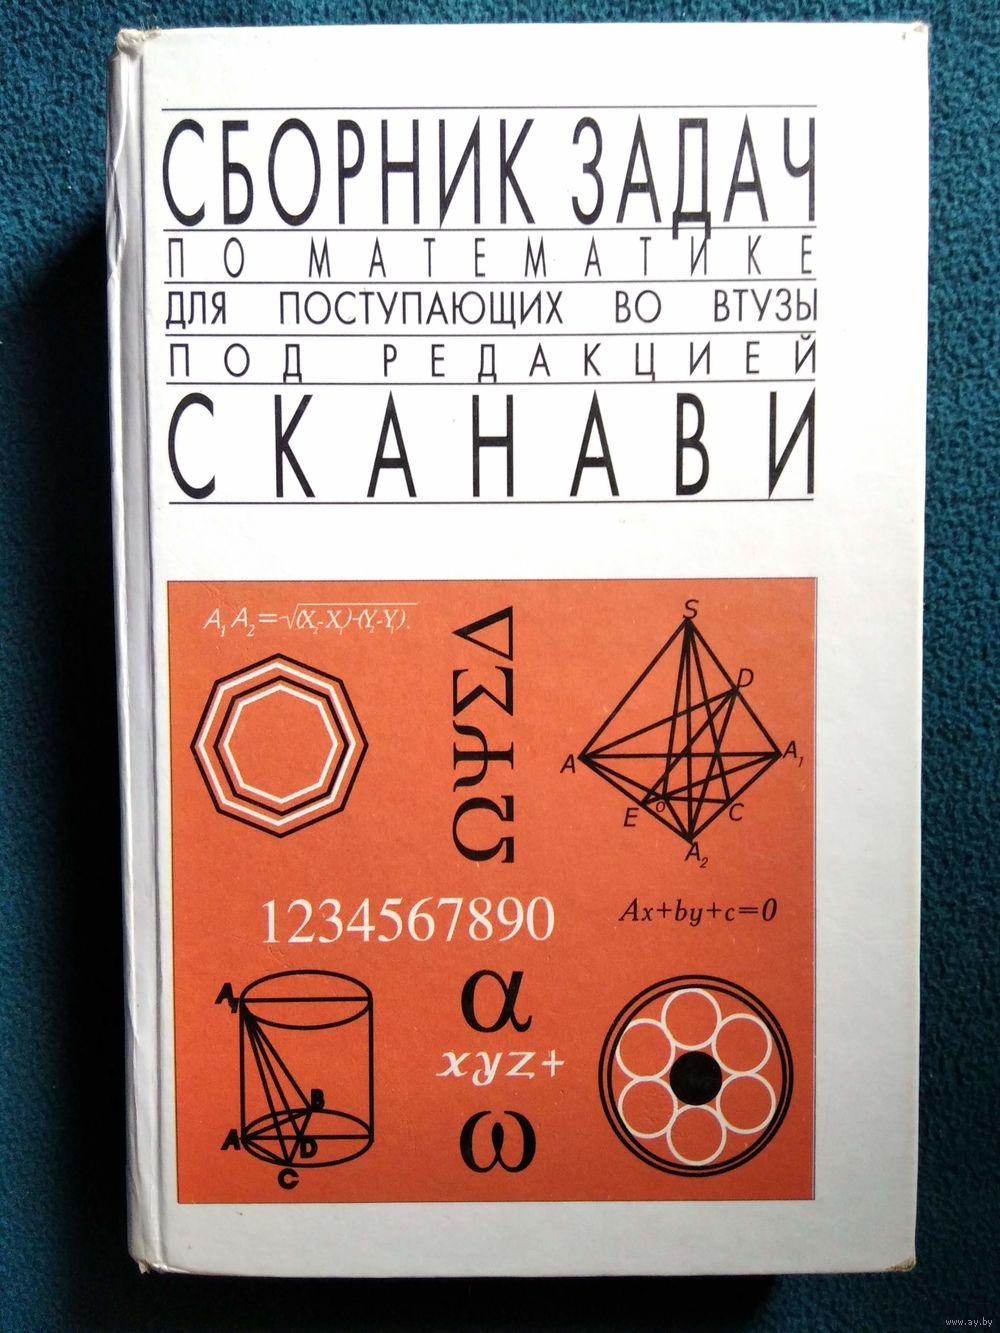 СБОРНИК ЗАДАЧ
ПО МАТЕМАТИКЕ
ДЛЯ ПОСТУПАЮЩИХ ВО ВТУЗЫ
ПОД РЕДАКЦИЕЙ
СКАНАВИ
A₁A₂=√(X₂-X₁)·(Y₂-Y₁).
ΩΨΣΔ
S
D
A
A₁
E
O
C
A₂
1234567890
Ax+by+c=0
A₁
B
A
D
C
α
xyz+
ω
www.ay.by